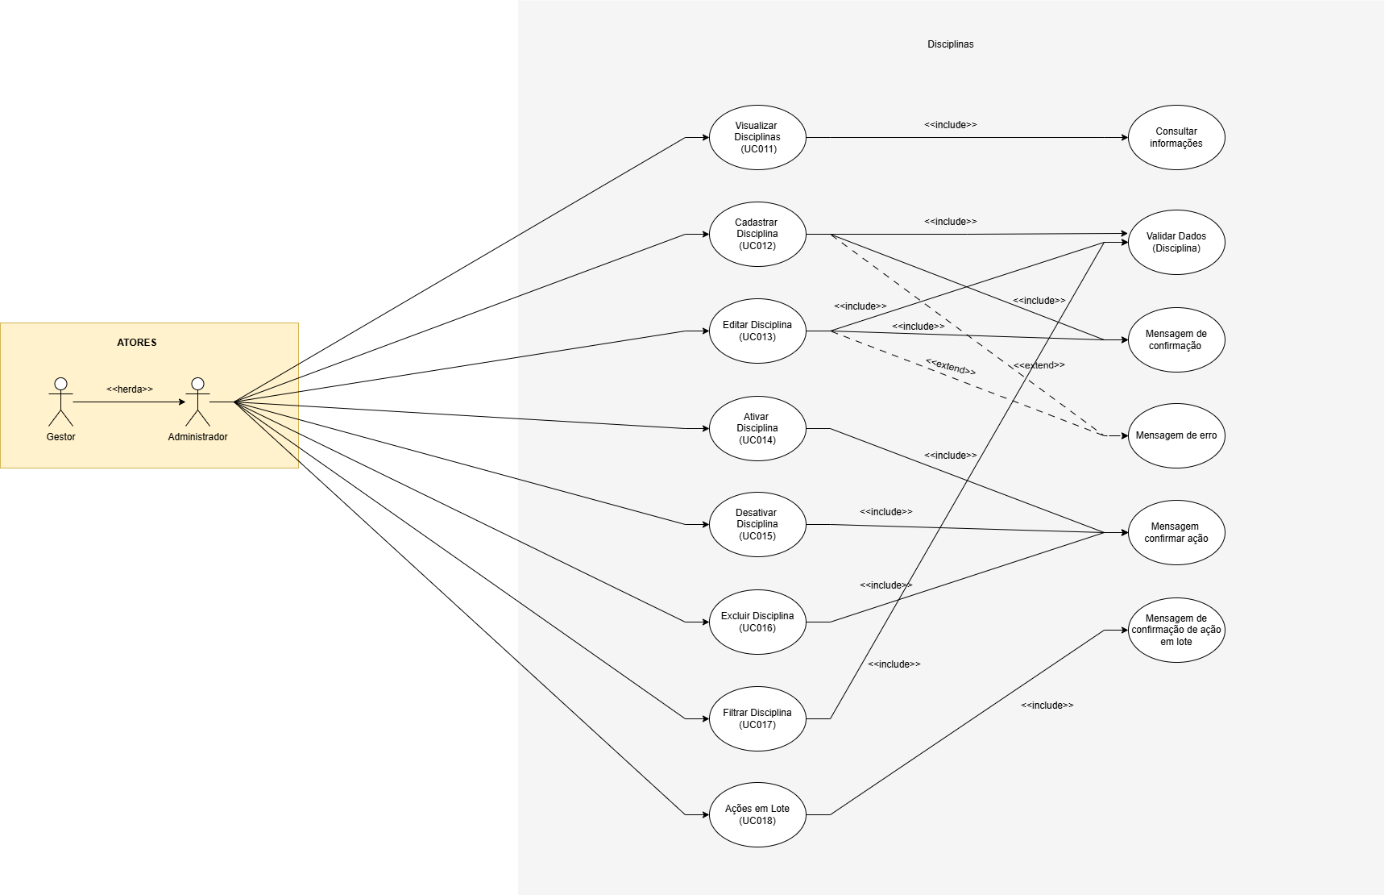 Disciplinas
ATORES
<<herda>>
Gestor
Administrador
Visualizar
Disciplinas
(UC011)
<<include>>
Consultar
informações
Cadastrar
Disciplina
(UC012)
<<include>>
Validar Dados
(Disciplina)
Editar Disciplina
(UC013)
<<include>>
<<include>>
<<include>>
Mensagem de
confirmação
<<extend>>
<<extend>>
Ativar
Disciplina
(UC014)
Mensagem de erro
<<include>>
Desativar
Disciplina
(UC015)
<<include>>
Mensagem
confirmar ação
Excluir Disciplina
(UC016)
<<include>>
Mensagem de
confirmação de ação
em lote
Filtrar Disciplina
(UC017)
<<include>>
<<include>>
Ações em Lote
(UC018)